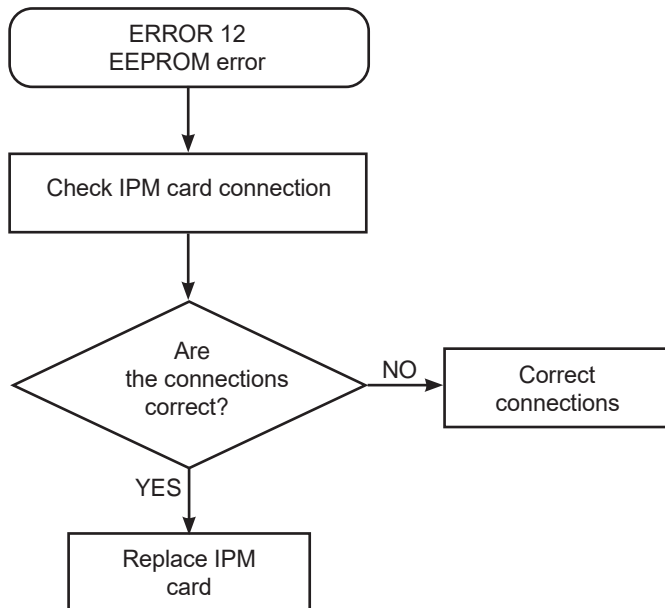 ERROR 12
EEPROM error
Check IPM card connection
Are
the connections
correct?
NO
Correct
connections
YES
Replace IPM
card